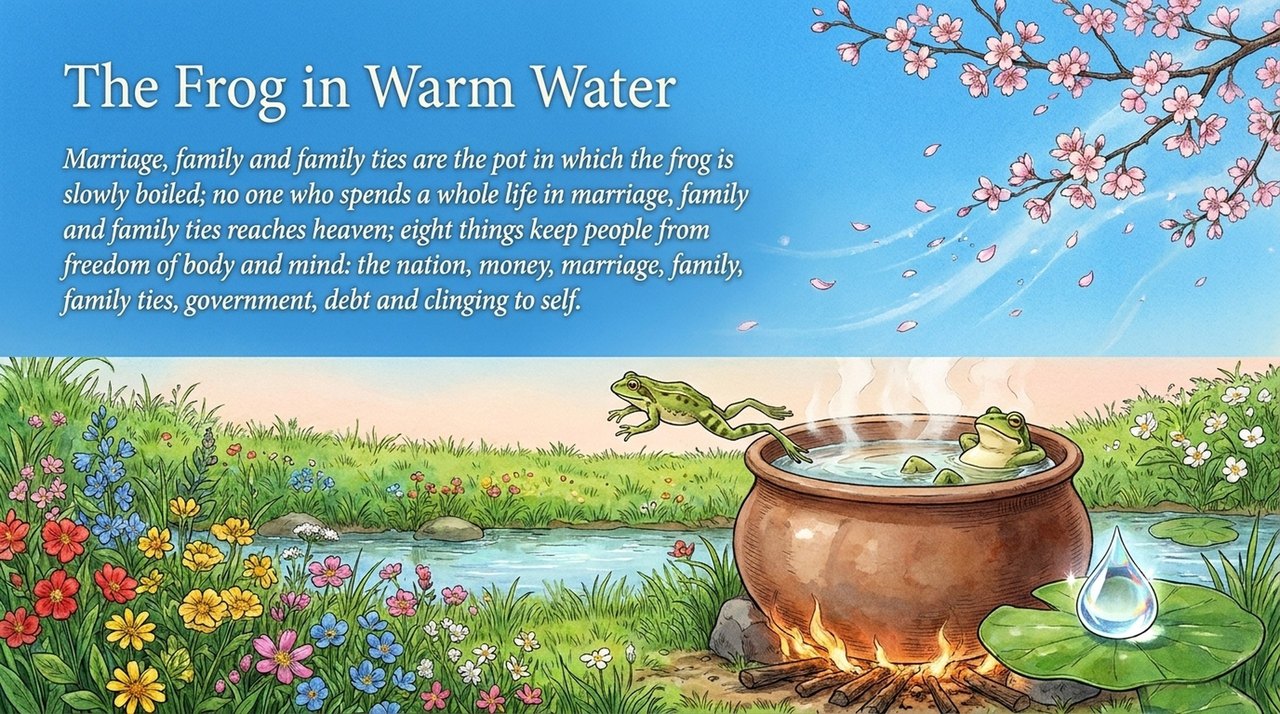 The Frog in Warm Water
Marriage, family and family ties are the pot in which the frog is
slowly boiled; no one who spends a whole life in marriage, family
and family ties reaches heaven; eight things keep people from
freedom of body and mind: the nation, money, marriage, family,
family ties, government, debt and clinging to self.